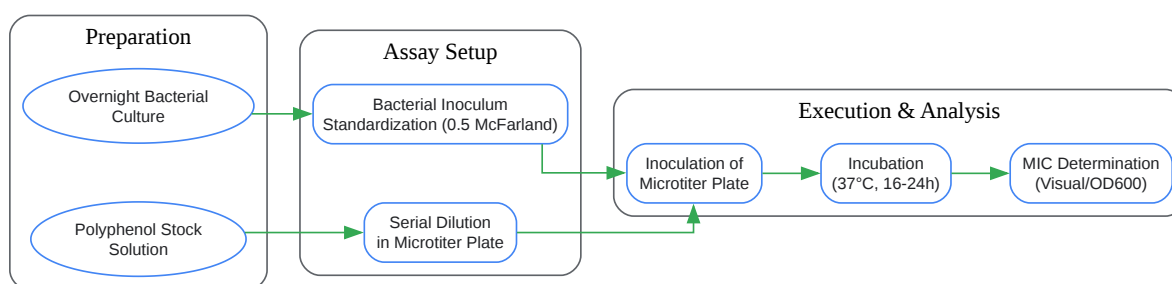 Preparation
Overnight Bacterial
Culture
Polyphenol Stock
Solution
Assay Setup
Bacterial Inoculum
Standardization (0.5 McFarland)
Serial Dilution
in Microtiter Plate
Execution & Analysis
Inoculation of
Microtiter Plate
Incubation
(37°C, 16-24h)
MIC Determination
(Visual/OD600)